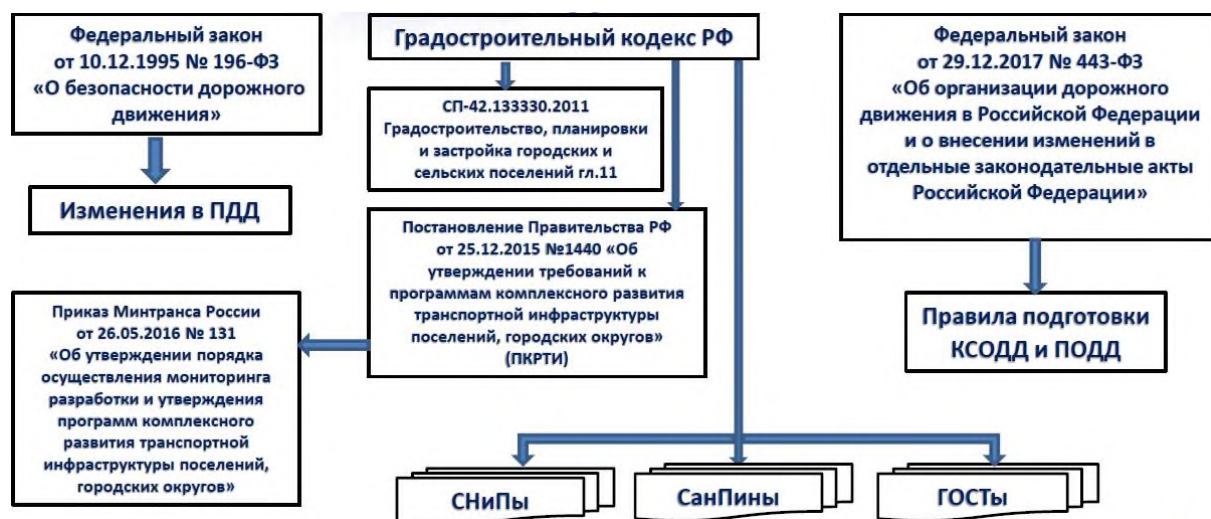 Федеральный закон
от 10.12.1995 № 196-ФЗ
«О безопасности дорожного
движения»
Изменения в ПДД
Приказ Минтранса России
от 26.05.2016 № 131
«Об утверждении порядка
осуществления мониторинга
разработки и утверждения
программ комплексного
развития транспортной
инфраструктуры поселений,
городских округов»
Градостроительный кодекс РФ
СП-42.133330.2011
Градостроительство, планировки
и застройка городских и
сельских поселений гл.11
Постановление Правительства РФ
от 25.12.2015 №1440 «Об
утверждении требований к
программам комплексного развития
транспортной инфраструктуры
поселений, городских округов»
(ПКРТИ)
Федеральный закон
от 29.12.2017 № 443-ФЗ
«Об организации дорожного
движения в Российской Федерации
и о внесении изменений в
отдельные законодательные акты
Российской Федерации»
Правила подготовки
КСОДД и ПОДД
СНиПы
СанПины
ГОСТы